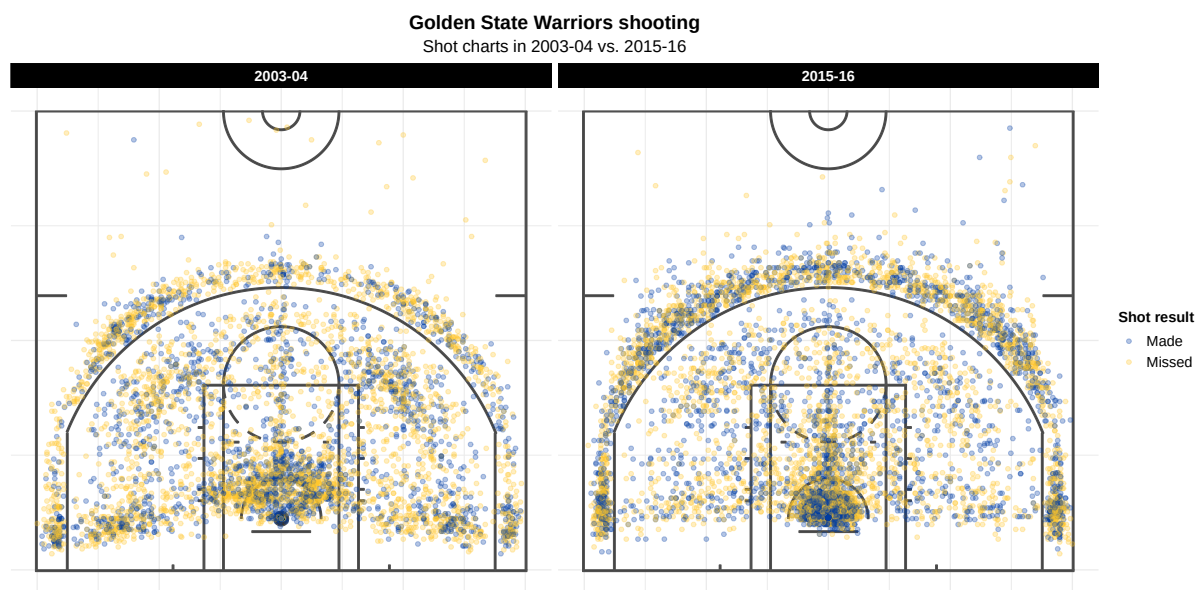 Golden State Warriors shooting
Shot charts in 2003-04 vs. 2015-16
2003-04
2015-16
Shot result
Made
Missed